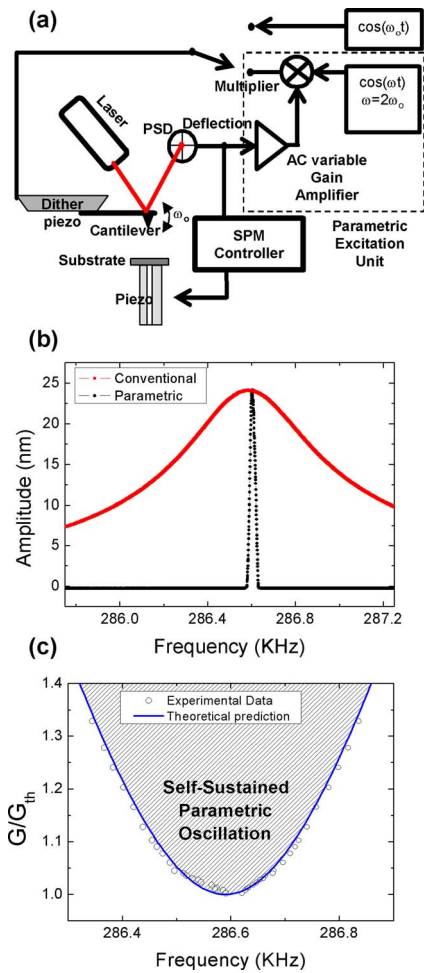 (a)
cos(ωot)
Multiplier
cos(ωt)
ω=2ωo
Laser
PSD
Deflection
AC variable
Gain
Amplifier
Dither
piezo
ωo
Cantilever
SPM
Controller
Parametric
Excitation
Unit
Substrate
Piezo
(b)
Conventional
Parametric
Amplitude (nm)
25
20
15
10
5
0
286.0
286.4
286.8
287.2
Frequency (KHz)
(c)
Experimental Data
Theoretical prediction
Self-Sustained
Parametric
Oscillation
G/Gth
1.4
1.3
1.2
1.1
1.0
286.4
286.6
286.8
Frequency (KHz)